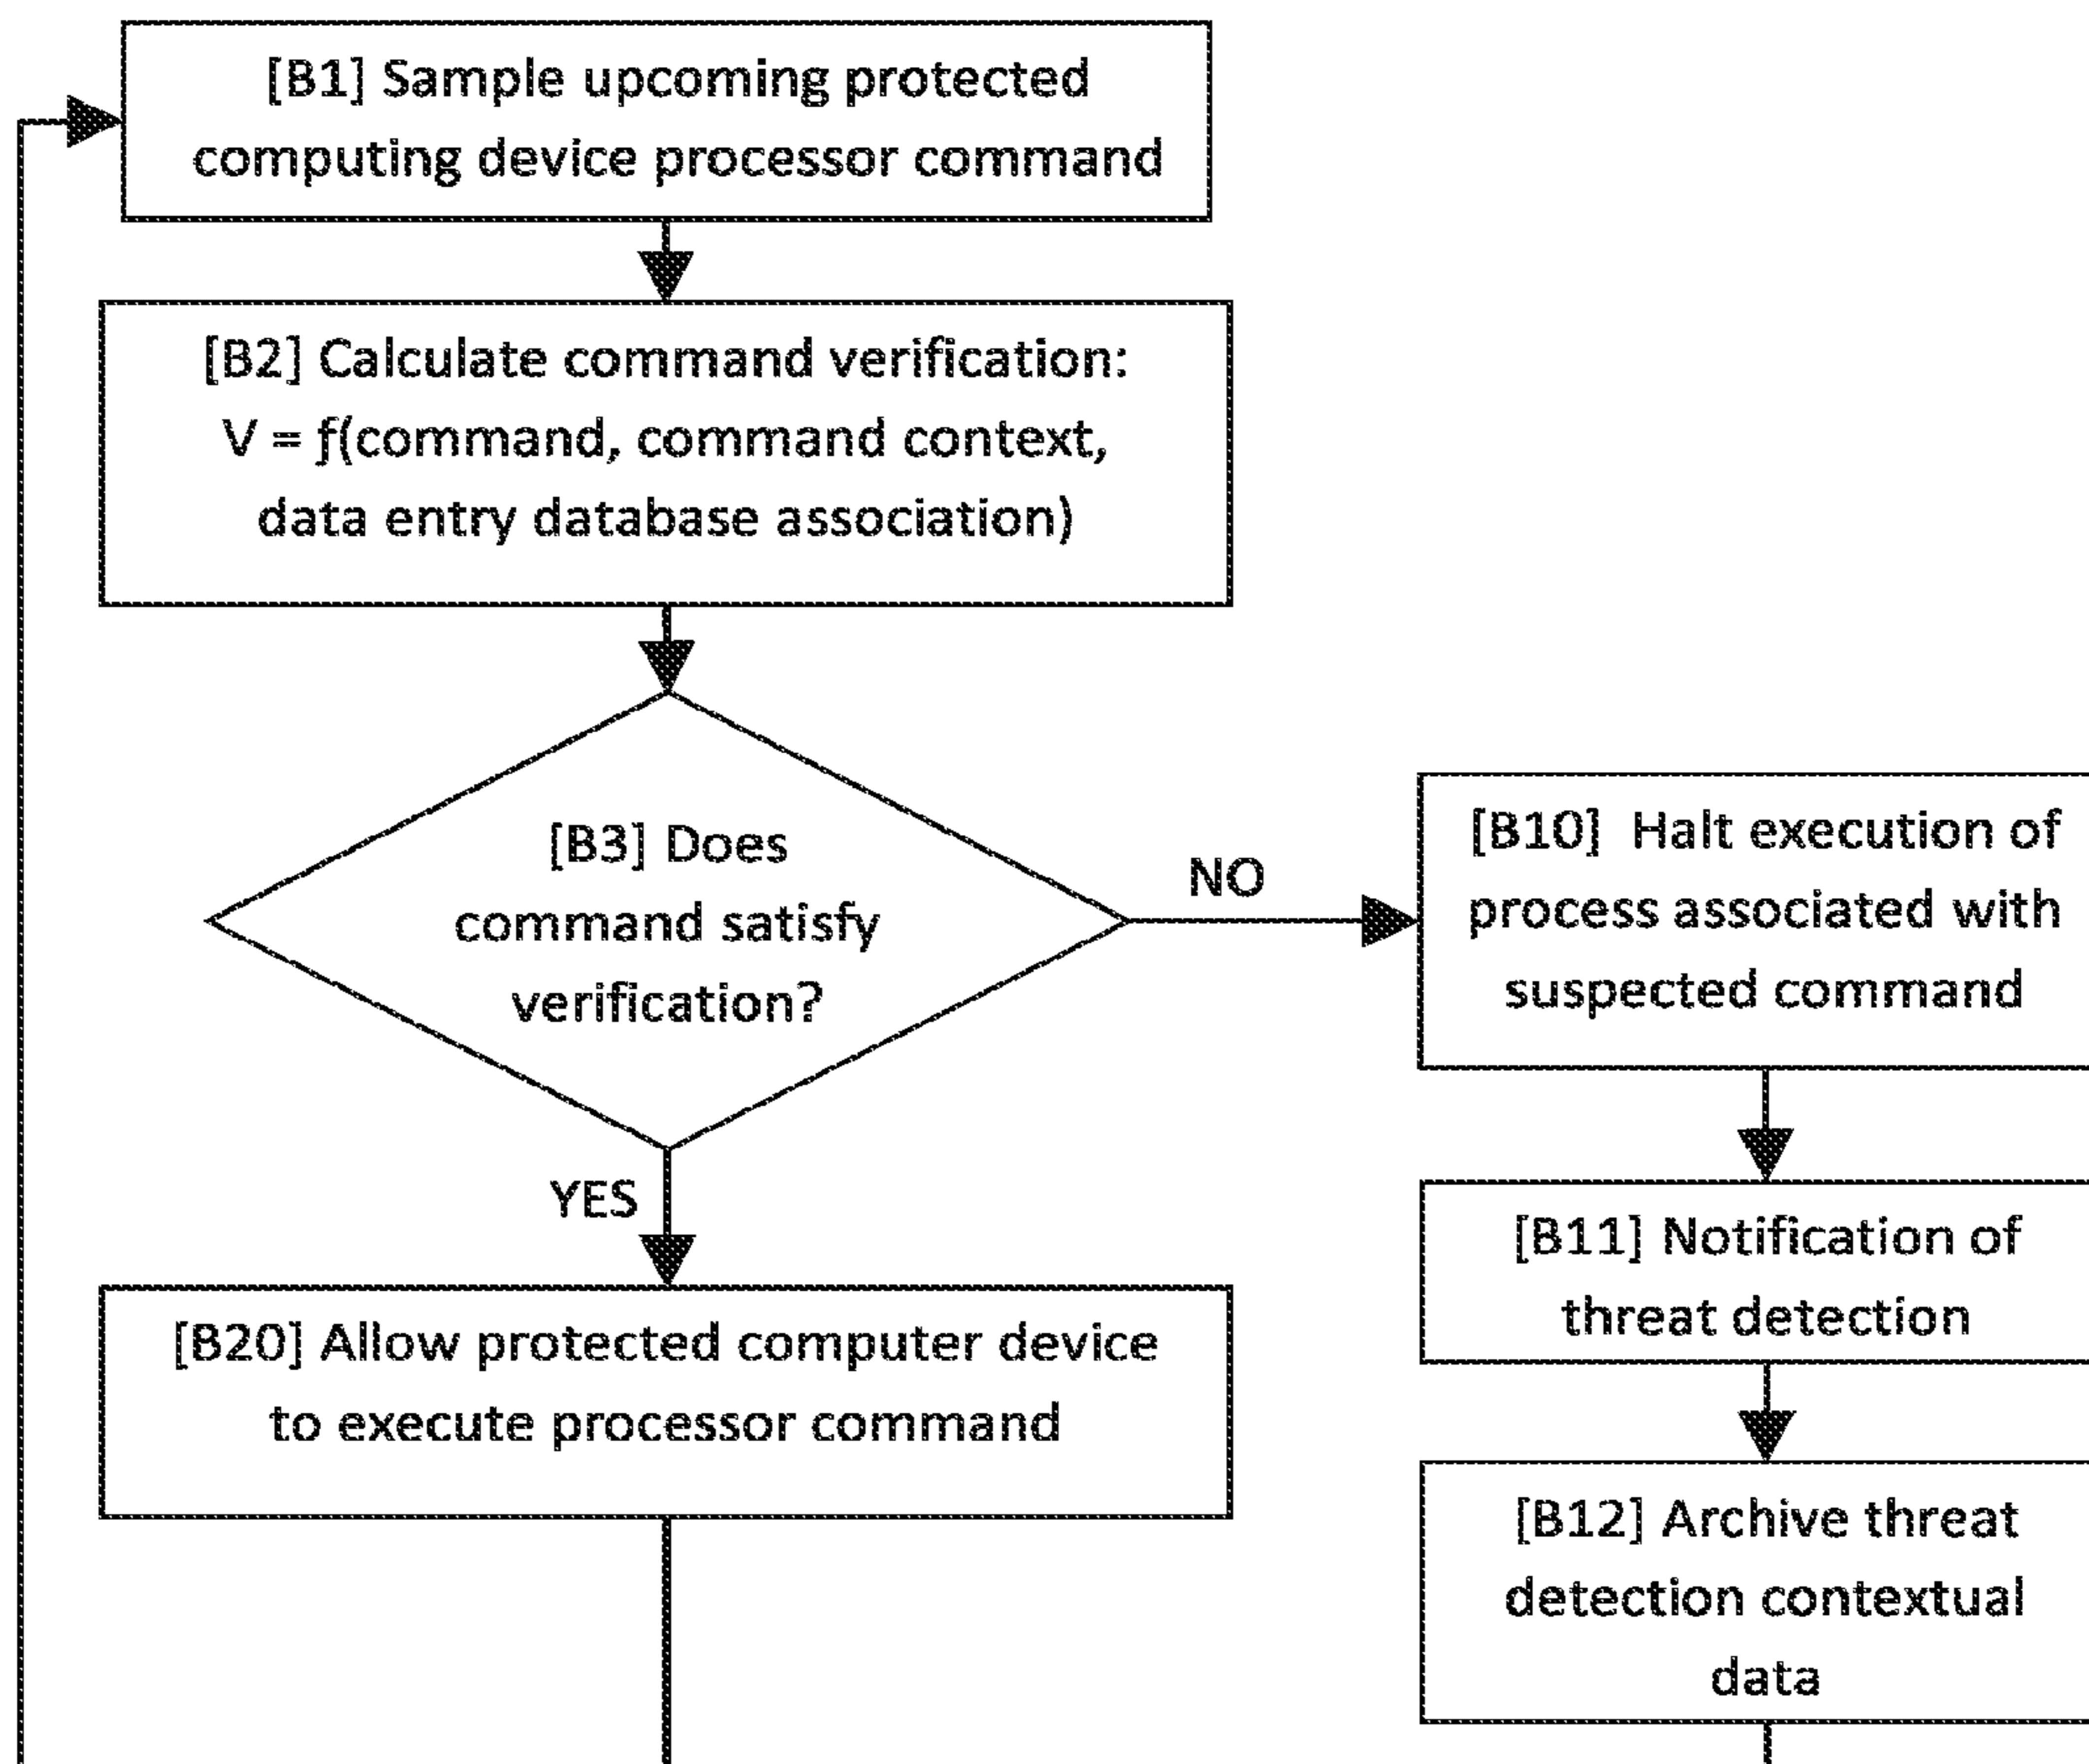 [B1] Sample upcoming protected
computing device processor command
[B2] Calculate command verification:
V = ƒ(command, command context,
data entry database association)
[B3] Does
command satisfy
verification?
NO
[B10] Halt execution of
process associated with
suspected command
YES
[B11] Notification of
threat detection
[B20] Allow protected computer device
to execute processor command
[B12] Archive threat
detection contextual
data